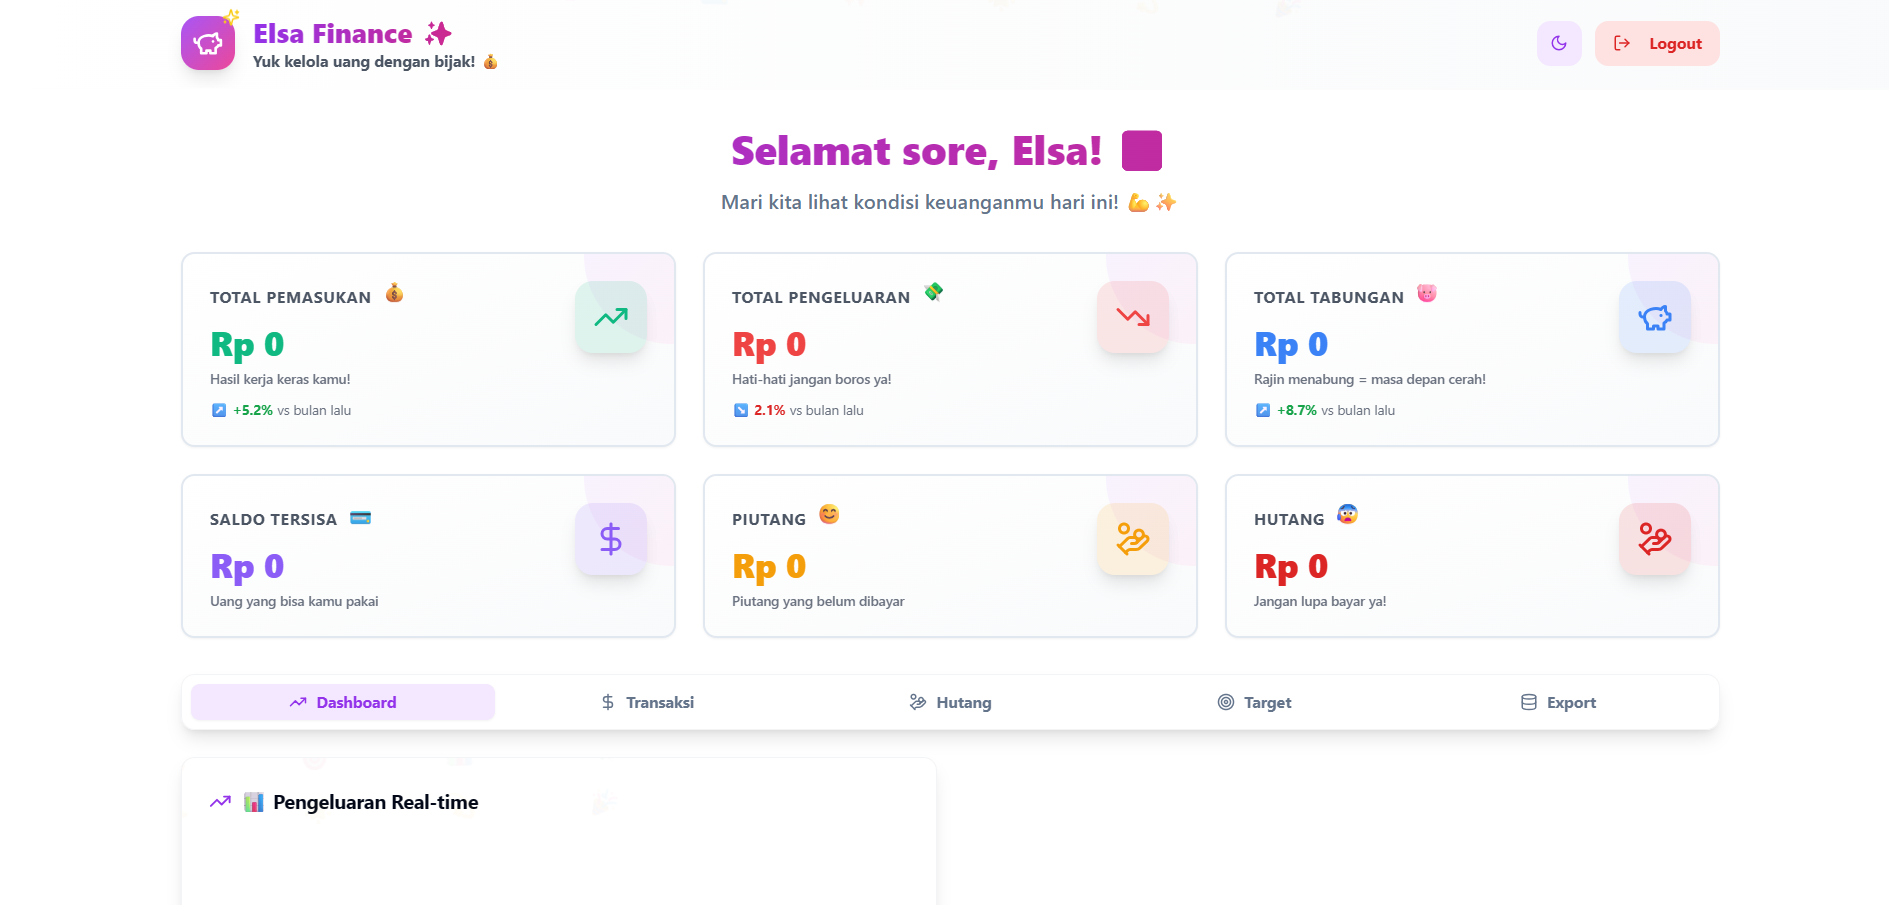 Elsa Finance ✨
Yuk kelola uang dengan bijak! 💰
Logout
Selamat sore, Elsa!
Mari kita lihat kondisi keuanganmu hari ini! 💪✨
TOTAL PEMASUKAN 💰
Rp 0
Hasil kerja keras kamu!
↗️ +5.2% vs bulan lalu
TOTAL PENGELUARAN 💸
Rp 0
Hati-hati jangan boros ya!
↘️ 2.1% vs bulan lalu
TOTAL TABUNGAN 🐷
Rp 0
Rajin menabung = masa depan cerah!
↗️ +8.7% vs bulan lalu
SALDO TERSISA 💳
Rp 0
Uang yang bisa kamu pakai
PIUTANG 😊
Rp 0
Piutang yang belum dibayar
HUTANG 😰
Rp 0
Jangan lupa bayar ya!
Dashboard
Transaksi
Hutang
Target
Export
📊 Pengeluaran Real-time